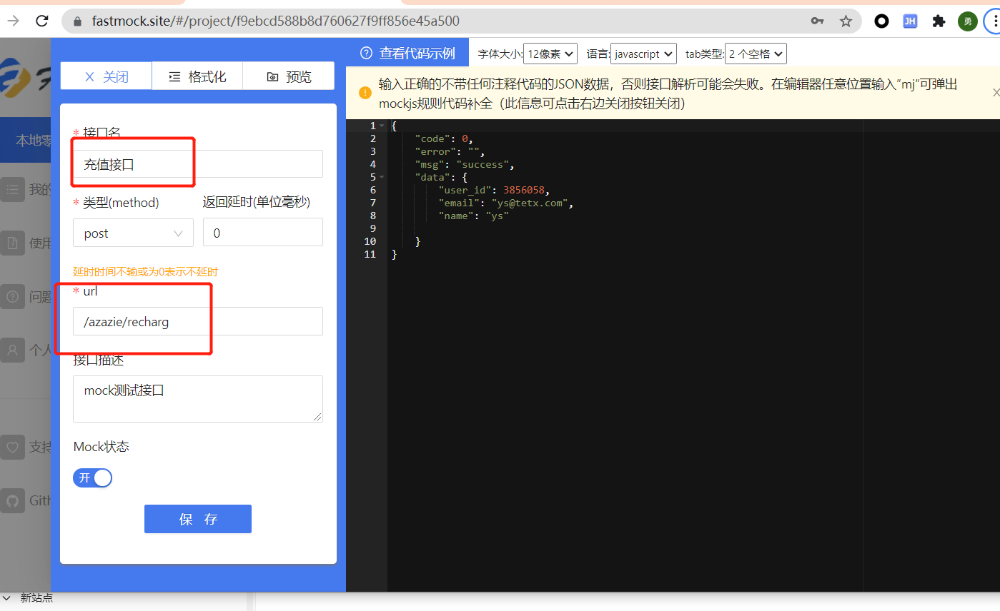 fastmock.site/#/project/f9ebcd588b8d760627f9ff856e45a500
JH
勇
关闭
格式化
预览
查看代码示例
字体大小: 12像素 语言: javascript tab类型: 2 个空格
输入正确的不带任何注释代码的JSON数据，否则接口解析可能会失败。在编辑器任意位置输入”mj”可弹出
mockjs规则代码补全（此信息可点击右边关闭按钮关闭）
本地零
我的
使用
问题
个人
支持
Gith
* 接口名
充值接口
* 类型(method) 返回延时(单位毫秒)
post 0
延时时间不输或为0表示不延时
* url
/azazie/recharg
接口描述
mock测试接口
Mock状态
开
保 存
1 {
2 "code": 0,
3 "error": "",
4 "msg": "success",
5 "data": {
6 "user_id": 3856058,
7 "email": "ys@tetx.com",
8 "name": "ys"
9
10 }
11 }
新站点